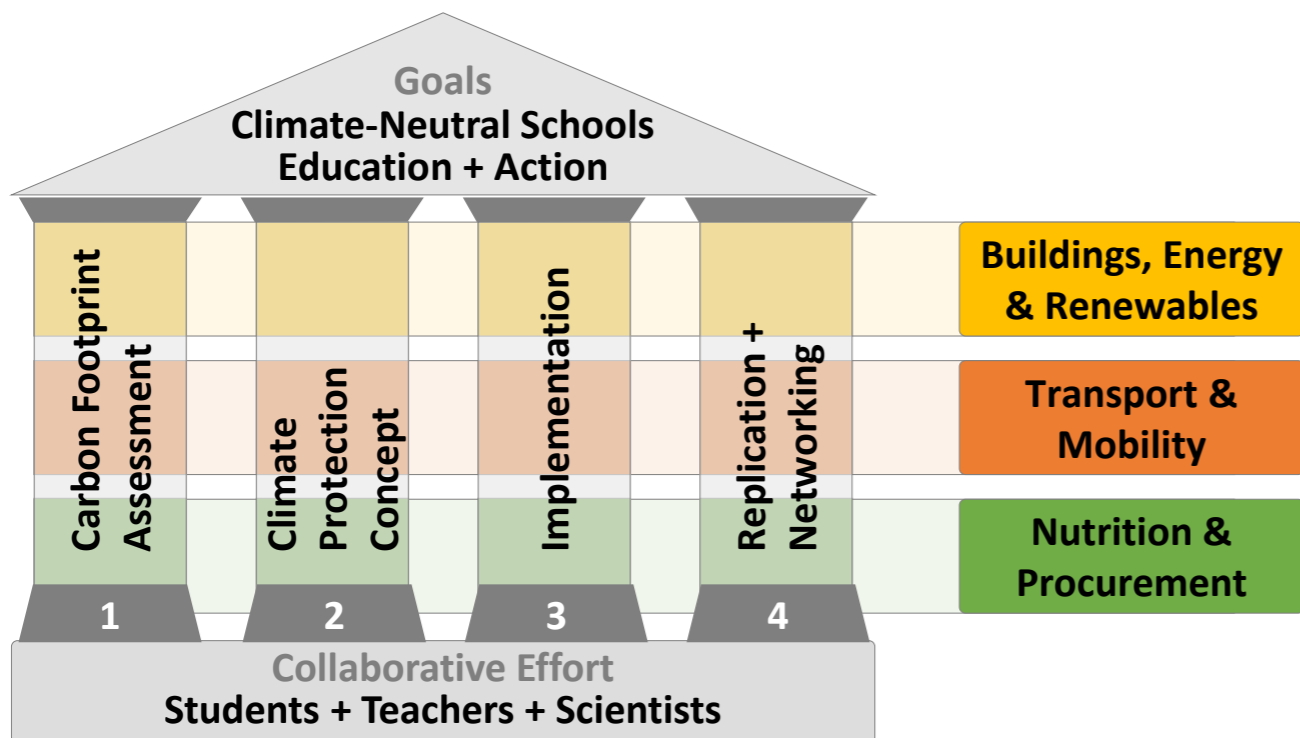 Goals
Climate-Neutral Schools
Education + Action
Carbon Footprint
Assessment
Climate
Protection
Concept
Implementation
Replication +
Networking
Buildings, Energy
& Renewables
Transport &
Mobility
Nutrition &
Procurement
1
2
3
4
Collaborative Effort
Students + Teachers + Scientists